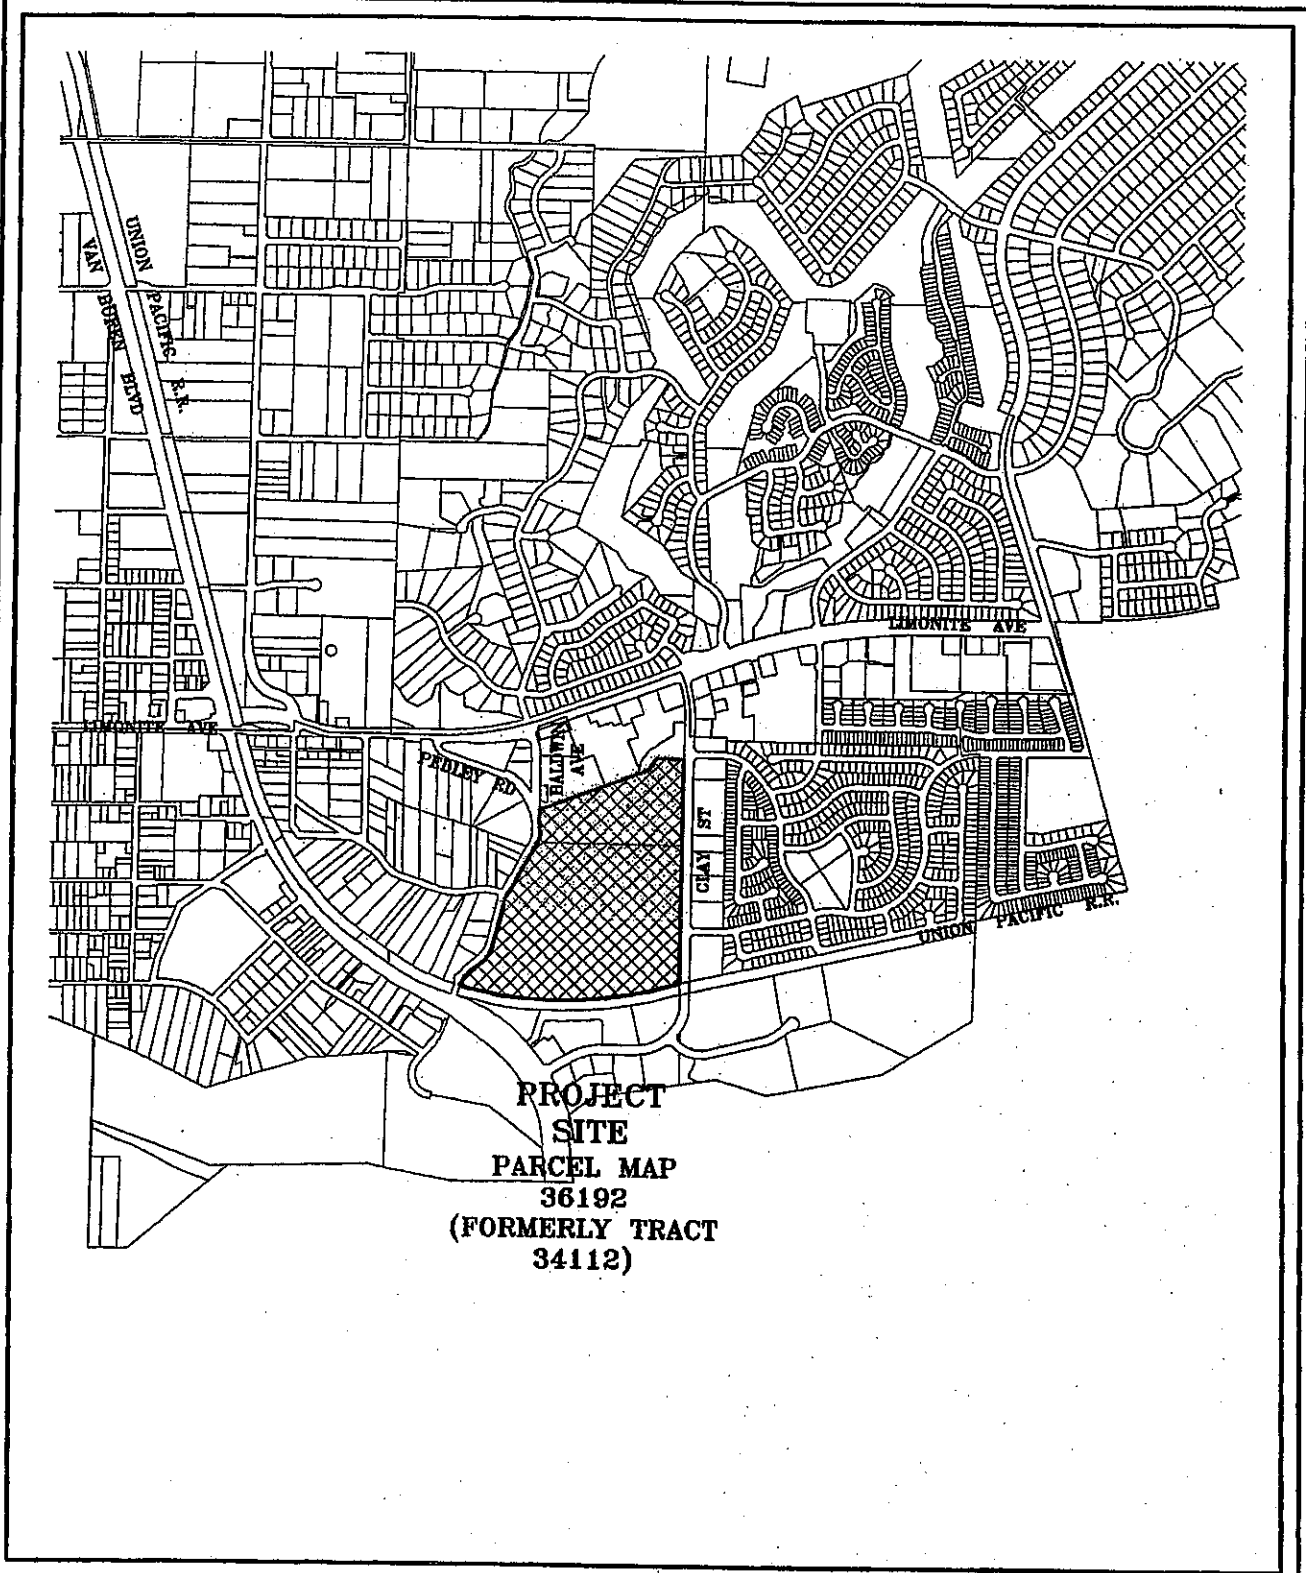 UNION PACIFIC R.R.
VAN BUREN BLVD
LIMONITE AVE
LIMONITE AVE
PEDLEY RD
BALDWIN AVE
CLAY ST
UNION PACIFIC R.R.
PROJECT
SITE
PARCEL MAP
36192
(FORMERLY TRACT
34112)